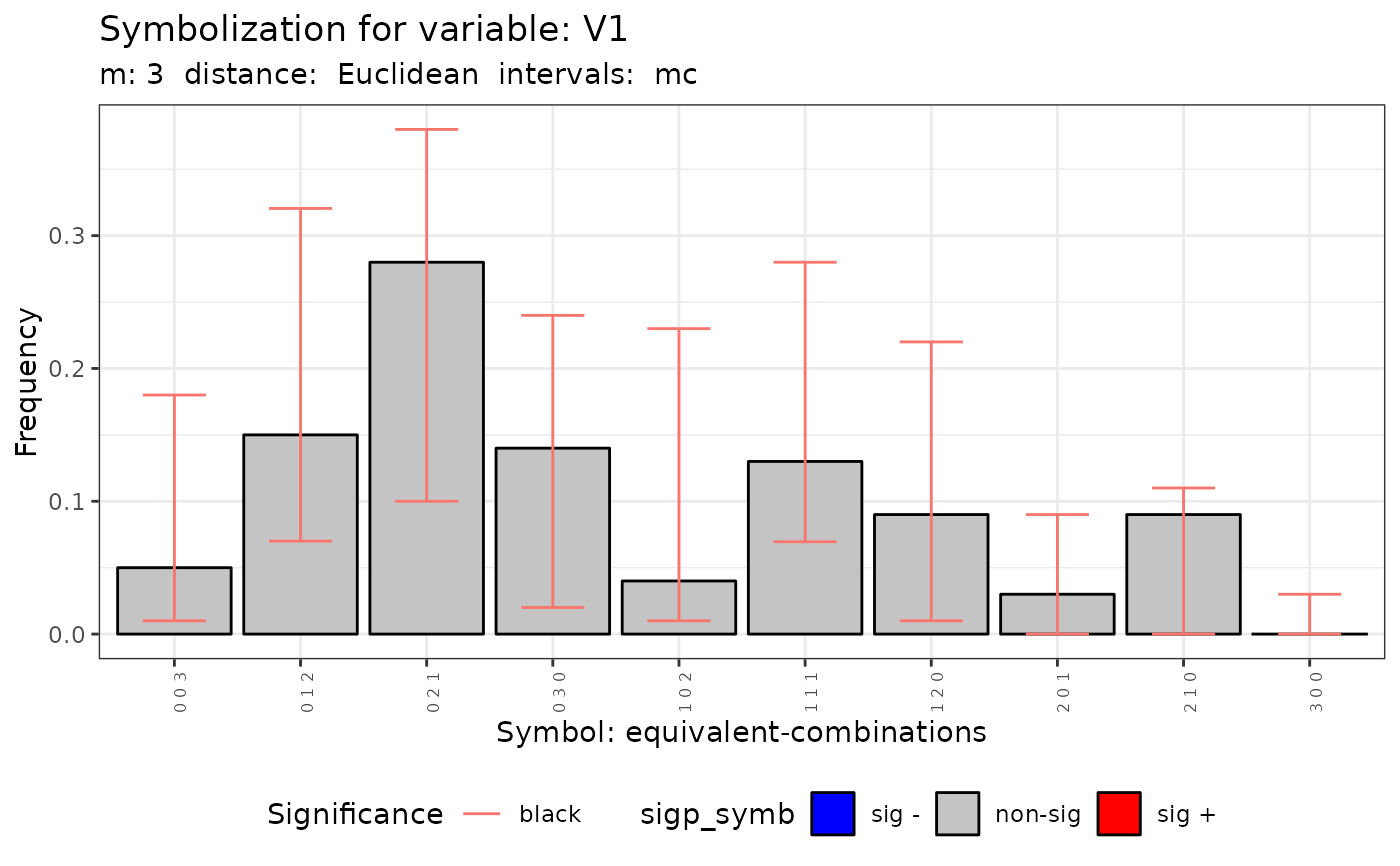 Symbolization for variable: V1
m: 3 distance: Euclidean intervals: mc
Frequency
0.3
0.2
0.1
0.0
0 0 3
0 1 2
0 2 1
0 3 0
1 0 2
1 1 1
1 2 0
2 0 1
2 1 0
3 0 0
Symbol: equivalent-combinations
Significance black sigp_symb sig - non-sig sig +